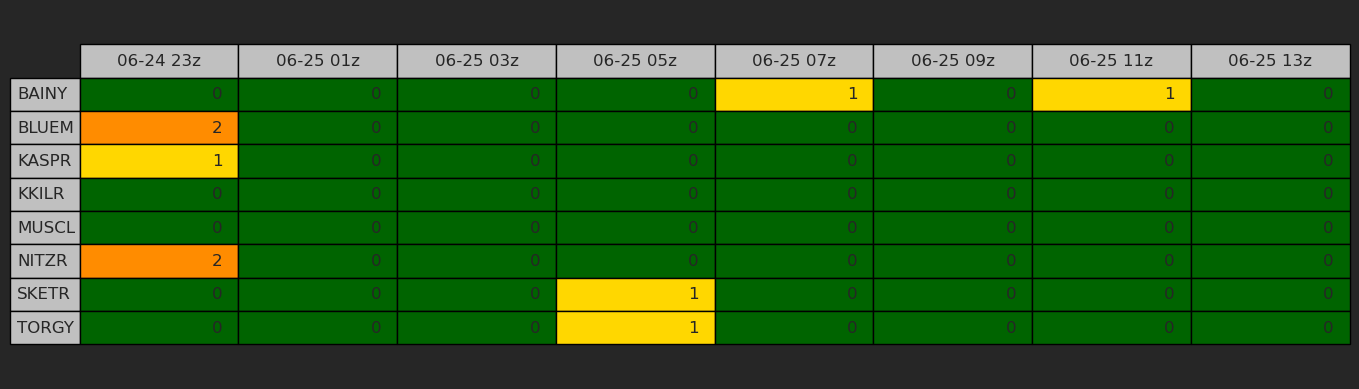 06-24 23z 06-25 01z 06-25 03z 06-25 05z 06-25 07z 06-25 09z 06-25 11z 06-25 13z
BAINY 0 0 0 0 1 0 1 0
BLUEM 2 0 0 0 0 0 0 0
KASPR 1 0 0 0 0 0 0 0
KKILR 0 0 0 0 0 0 0 0
MUSCL 0 0 0 0 0 0 0 0
NITZR 2 0 0 0 0 0 0 0
SKETR 0 0 0 1 0 0 0 0
TORGY 0 0 0 1 0 0 0 0